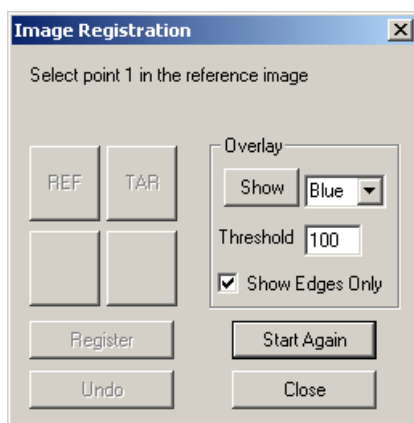 Image Registration
Select point 1 in the reference image
REF TAR
Overlay
Show Blue
Threshold 100
Show Edges Only
Register Start Again
Undo Close